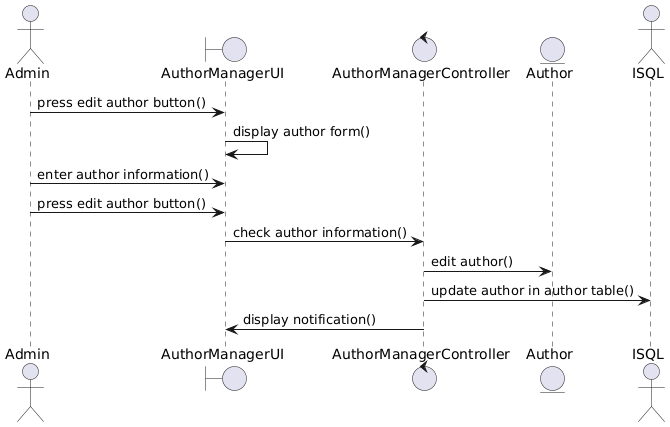 Admin AuthorManagerUI AuthorManagerController Author ISQL
press edit author button()
display author form()
enter author information()
press edit author button()
check author information()
edit author()
update author in author table()
display notification()
Admin AuthorManagerUI AuthorManagerController Author ISQL